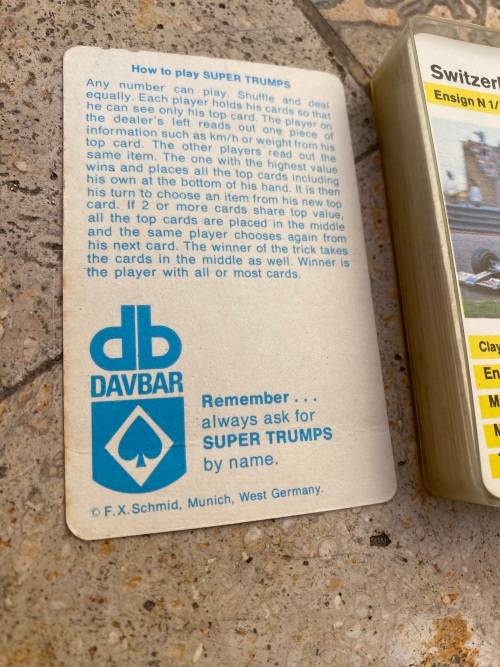 How to play SUPER TRUMPS
Any number can play. Shuffle and deal
equally. Each player holds his cards so that
he can see only his top card. The player on
the dealer's left reads out one piece of
information such as km/h or weight from his
top card. The other players read out the
same item. The one with the highest value
wins and places all the top cards including
his own at the bottom of his hand. It is then
his turn to choose an item from his new top
card. If 2 or more cards share top value,
all the top cards are placed in the middle
and the same player chooses again from
his next card. The winner of the trick takes
the cards in the middle as well. Winner is
the player with all or most cards.
db
DAVBAR
Remember . . .
always ask for
SUPER TRUMPS
by name.
© F.X.Schmid, Munich, West Germany.
Switzerl
Ensign N 1/
Clay
En
M
M